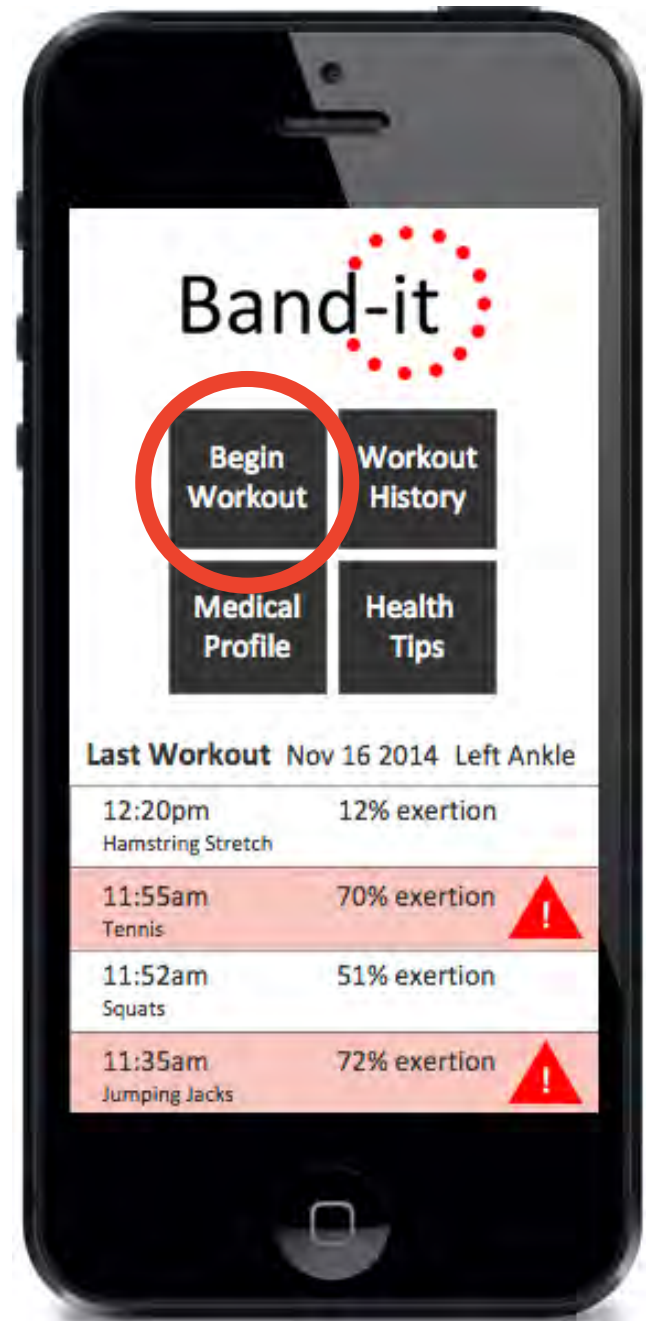 Band-it
Begin Workout
Workout History
Medical Profile
Health Tips
Last Workout Nov 16 2014 Left Ankle
12:20pm 12% exertion
Hamstring Stretch
11:55am 70% exertion !
Tennis
11:52am 51% exertion
Squats
11:35am 72% exertion !
Jumping Jacks